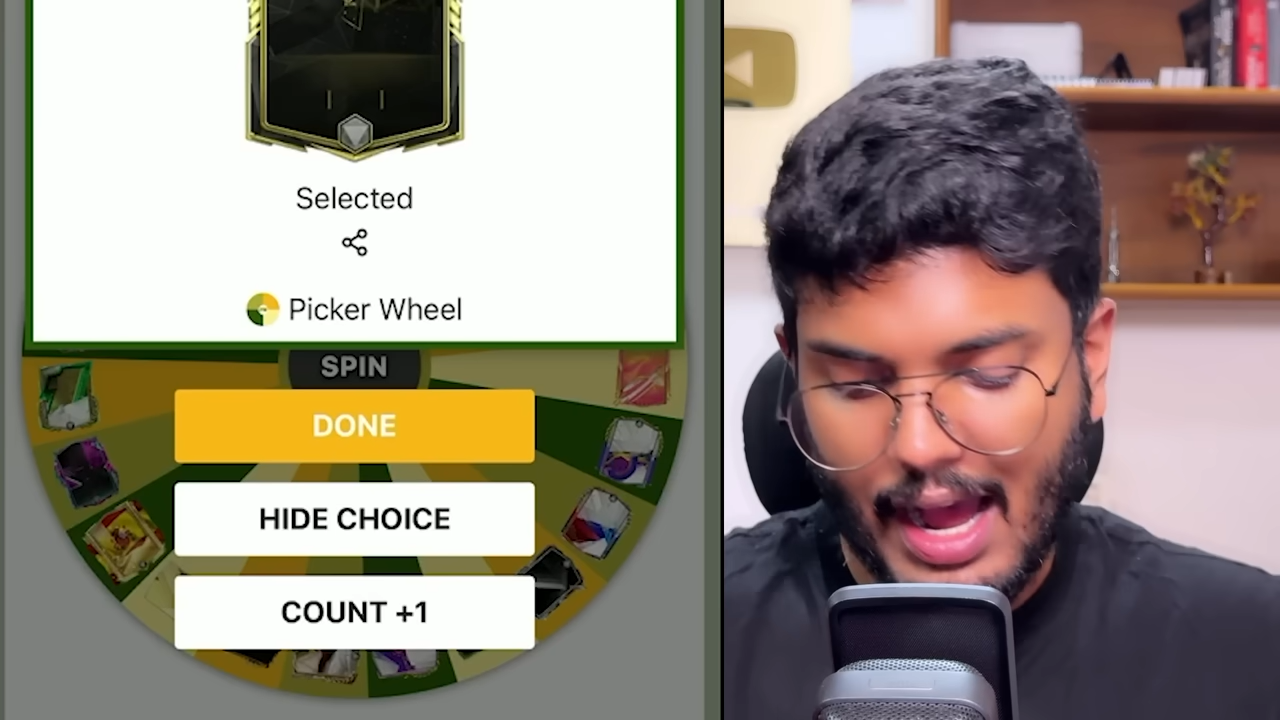 Selected
Picker Wheel
SPIN
DONE
HIDE CHOICE
COUNT +1